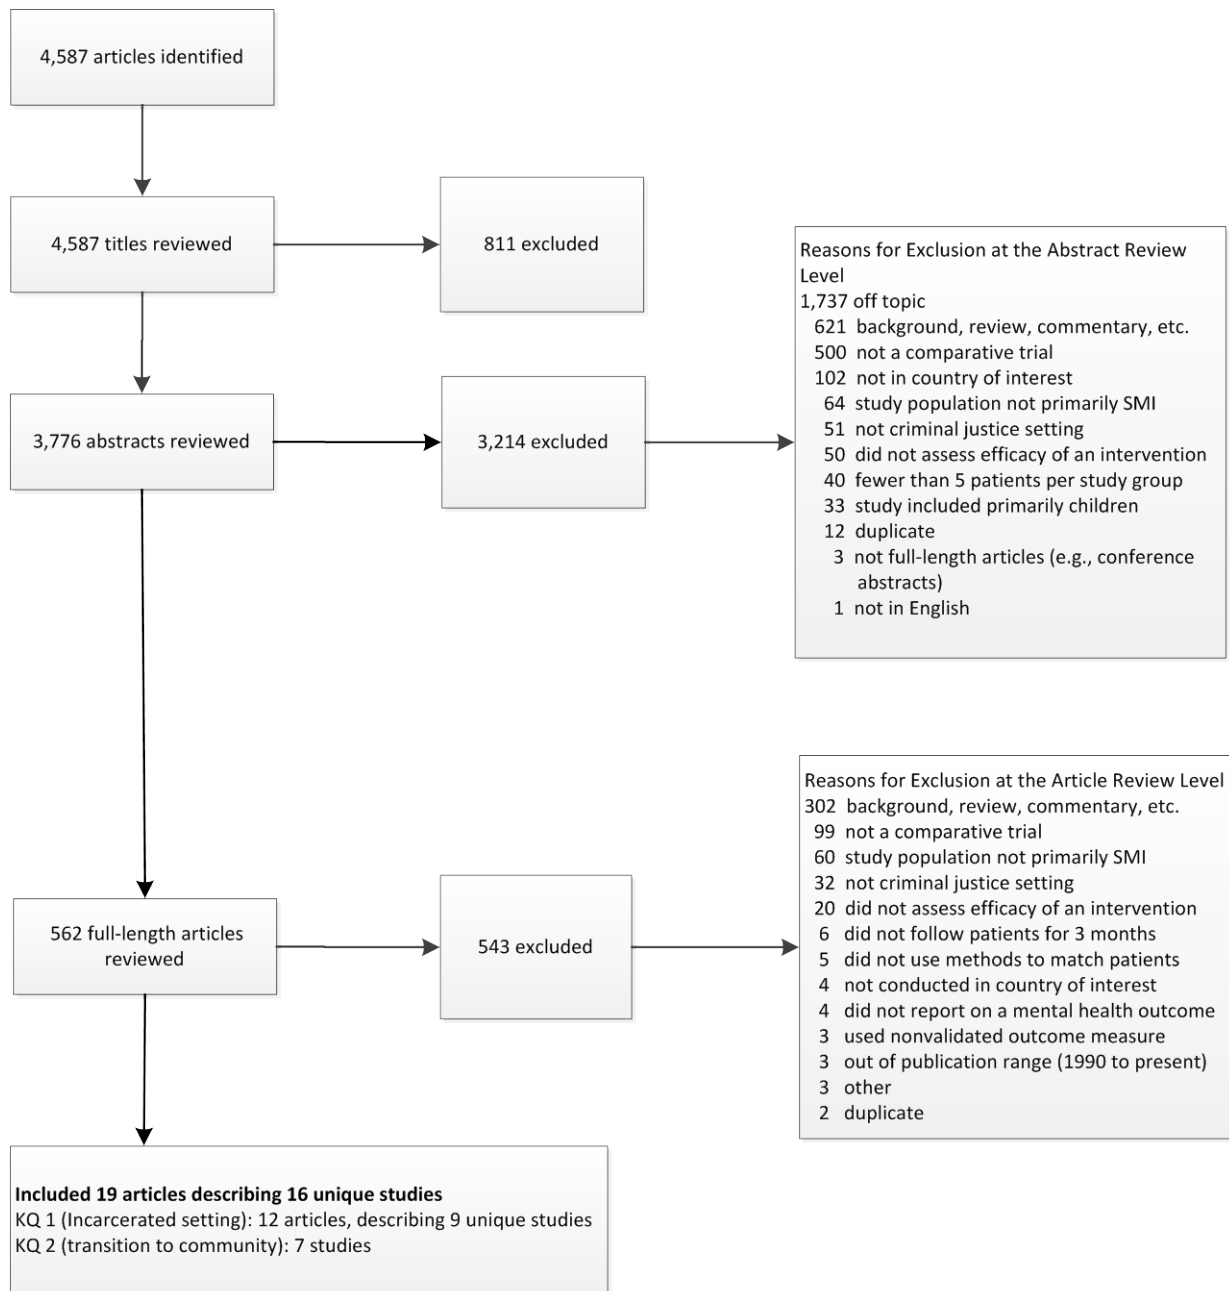 4,587 articles identified
4,587 titles reviewed
811 excluded
Reasons for Exclusion at the Abstract Review
Level
1,737 off topic
621 background, review, commentary, etc.
500 not a comparative trial
102 not in country of interest
64 study population not primarily SMI
51 not criminal justice setting
50 did not assess efficacy of an intervention
40 fewer than 5 patients per study group
33 study included primarily children
12 duplicate
3 not full-length articles (e.g., conference
abstracts)
1 not in English
3,776 abstracts reviewed
3,214 excluded
Reasons for Exclusion at the Article Review Level
302 background, review, commentary, etc.
99 not a comparative trial
60 study population not primarily SMI
32 not criminal justice setting
20 did not assess efficacy of an intervention
6 did not follow patients for 3 months
5 did not use methods to match patients
4 not conducted in country of interest
4 did not report on a mental health outcome
3 used nonvalidated outcome measure
3 out of publication range (1990 to present)
3 other
2 duplicate
562 full-length articles
reviewed
543 excluded
Included 19 articles describing 16 unique studies
KQ 1 (Incarcerated setting): 12 articles, describing 9 unique studies
KQ 2 (transition to community): 7 studies